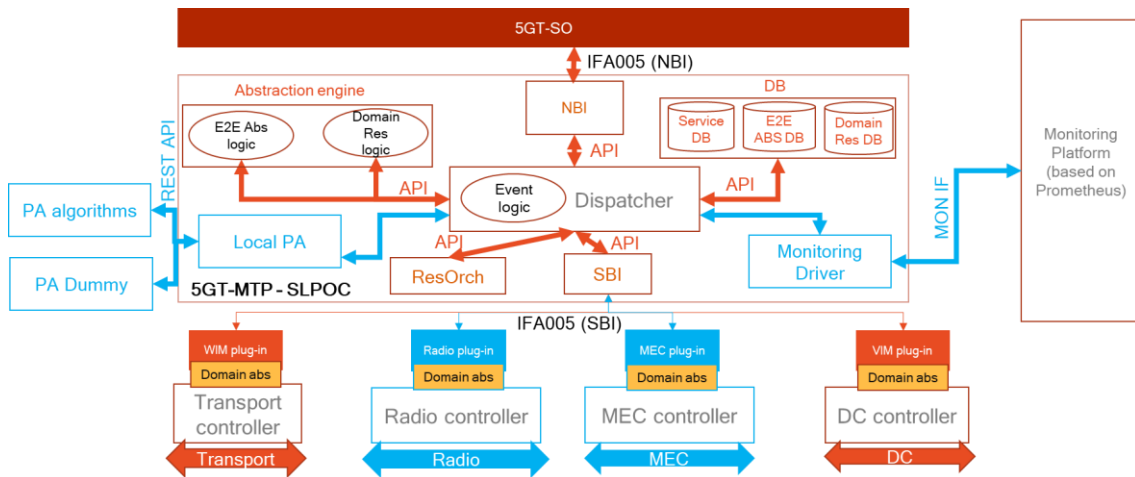 5GT-SO
IFA005 (NBI)
Abstraction engine
DB
NBI
E2E Abs
logic
Domain
Res logic
Service
DB
E2E
ABS DB
Domain
Res DB
Monitoring
Platform
(based on
Prometheus)
REST API
API
API
API
Event
logic
Dispatcher
MON IF
PA algorithms
Local PA
API
API
Monitoring
Driver
PA Dummy
ResOrch
SBI
5GT-MTP - SLPOC
IFA005 (SBI)
WIM plug-in
Radio plug-in
MEC plug-in
VIM plug-in
Domain abs
Domain abs
Domain abs
Domain abs
Transport
controller
Radio controller
MEC controller
DC controller
Transport
Radio
MEC
DC